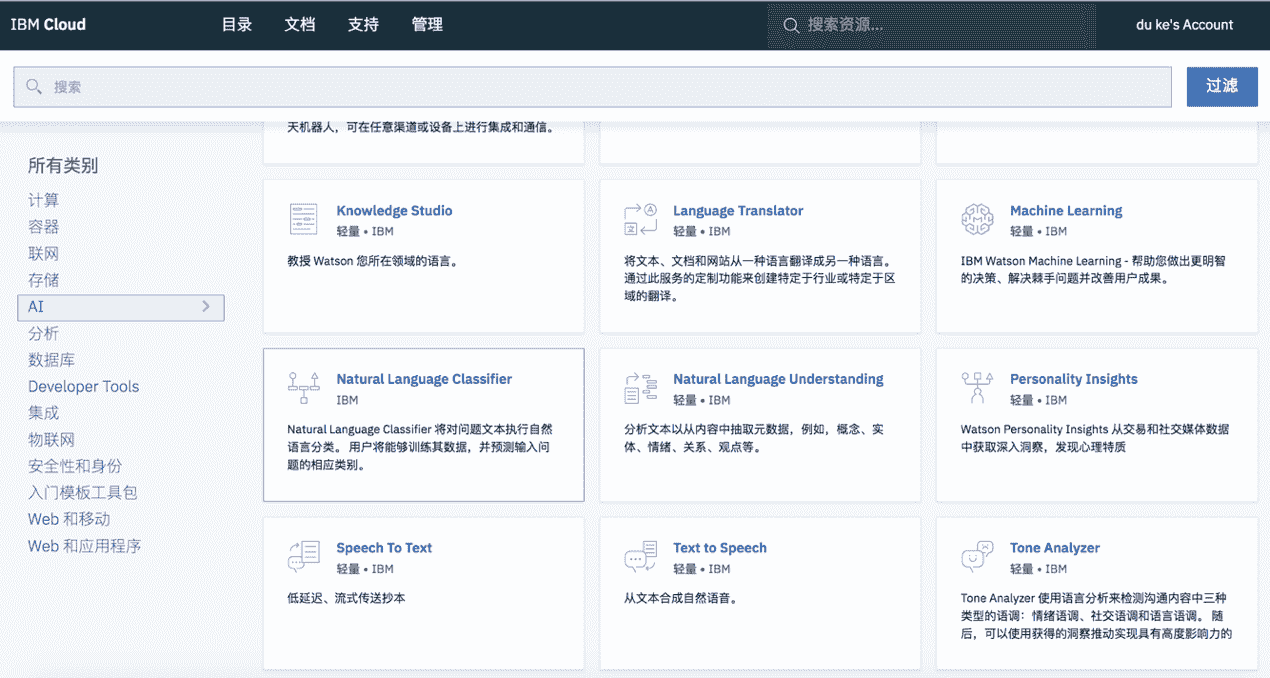 IBM Cloud
目录
文档
支持
管理
搜索资源...
du ke's Account
搜索
过滤
所有类别
计算
容器
联网
存储
AI
分析
数据库
Developer Tools
集成
物联网
安全性和身份
入门模板工具包
Web 和移动
Web 和应用程序
天机器人，可在任意渠道或设备上进行集成和通信。
Knowledge Studio
轻量 • IBM
教授 Watson 您所在领域的语言。
Language Translator
轻量 • IBM
将文本、文档和网站从一种语言翻译成另一种语言。
通过此服务的定制功能来创建特定于行业或特定于区
域的翻译。
Machine Learning
轻量 • IBM
IBM Watson Machine Learning - 帮助您做出更明智
的决策、解决棘手问题并改善用户成果。
Natural Language Classifier
IBM
Natural Language Classifier 将对问题文本执行自然
语言分类。 用户将能够训练其数据，并预测输入问
题的相应类别。
Natural Language Understanding
轻量 • IBM
分析文本以从内容中抽取元数据，例如，概念、实
体、情绪、关系、观点等。
Personality Insights
轻量 • IBM
Watson Personality Insights 从交易和社交媒体数据
中获取深入洞察，发现心理特质
Speech To Text
轻量 • IBM
低延迟、流式传送抄本
Text to Speech
轻量 • IBM
从文本合成自然语音。
Tone Analyzer
轻量 • IBM
Tone Analyzer 使用语言分析来检测沟通内容中三种
类型的语调：情绪语调、社交语调和语言语调。 随
后，可以使用获得的洞察推动实现具有高度影响力的